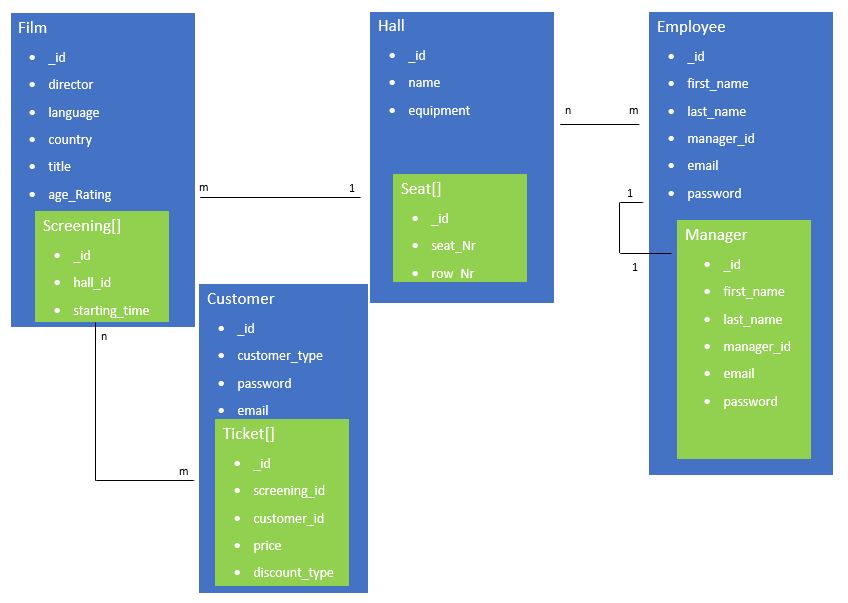 Film
• _id
• director
• language
• country
• title
• age_Rating
Screening[]
• _id
• hall_id
• starting_time
m
1
n
m
Customer
• _id
• customer_type
• password
• email
Ticket[]
• _id
• screening_id
• customer_id
• price
• discount_type
Hall
• _id
• name
• equipment
Seat[]
• _id
• seat_Nr
• row_Nr
n
m
Employee
• _id
• first_name
• last_name
• manager_id
• email
• password
1
1
Manager
• _id
• first_name
• last_name
• manager_id
• email
• password